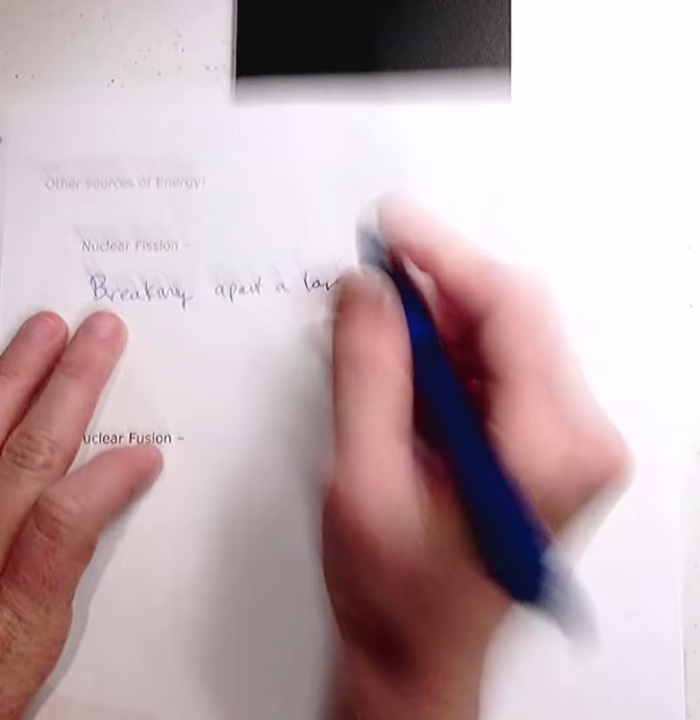 Other sources of Energy:
Nuclear Fission –
Breaking apart a
uclear Fusion –